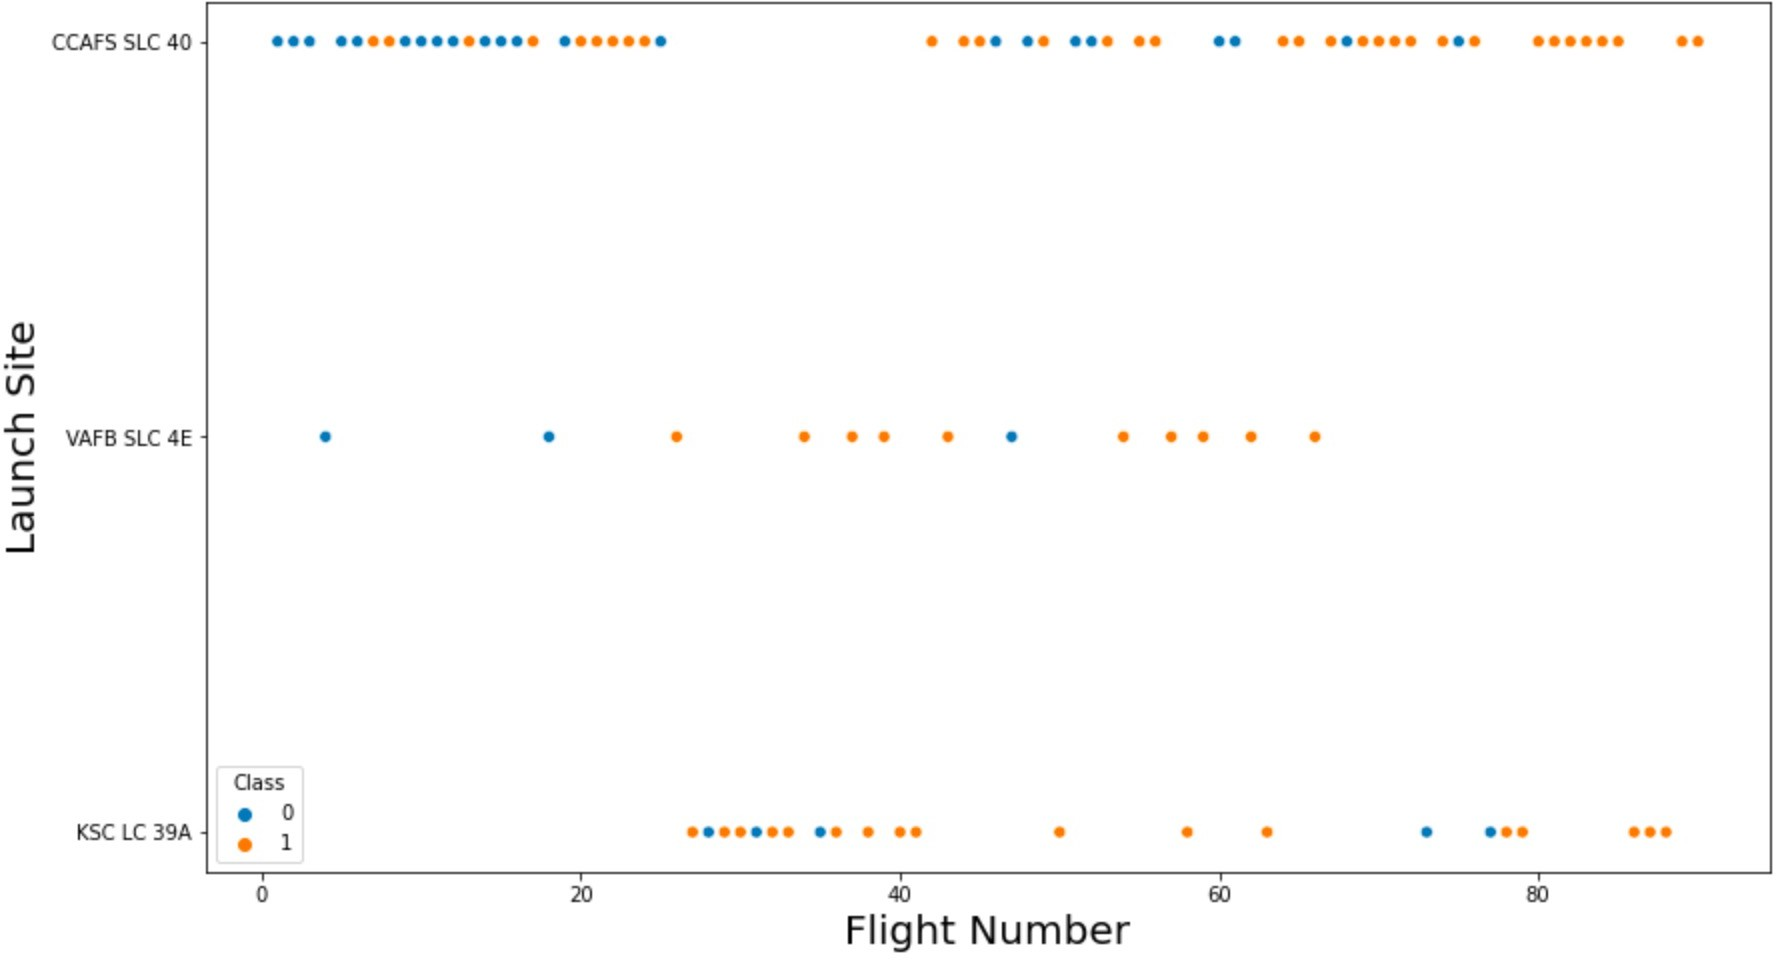 CCAFS SLC 40
VAFB SLC 4E
KSC LC 39A
Launch Site
Class
0
1
0 20 40 60 80
Flight Number